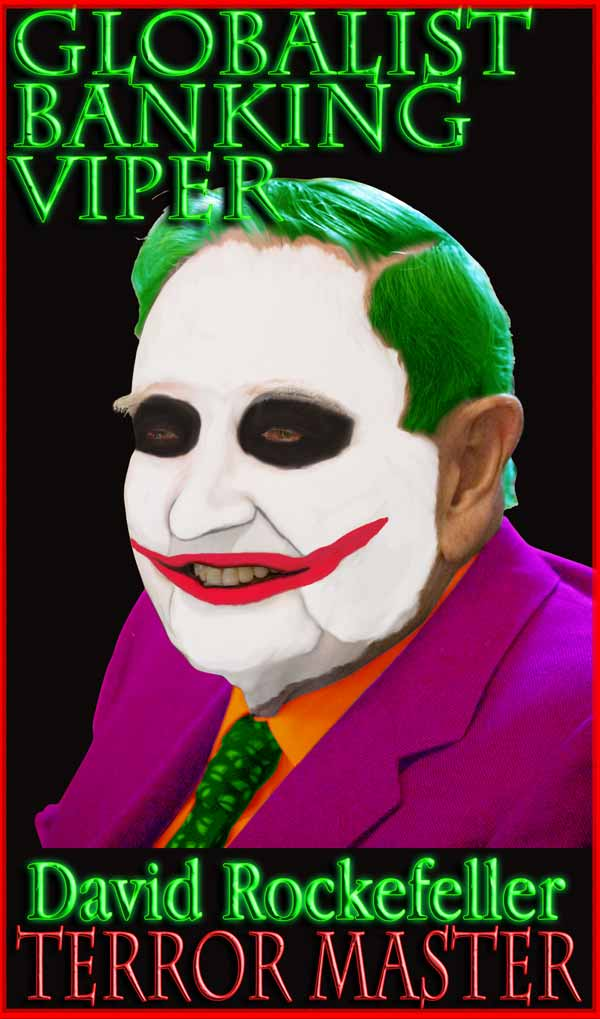 GLOBALIST
BANKING
VIPER
David Rockefeller
TERROR MASTER